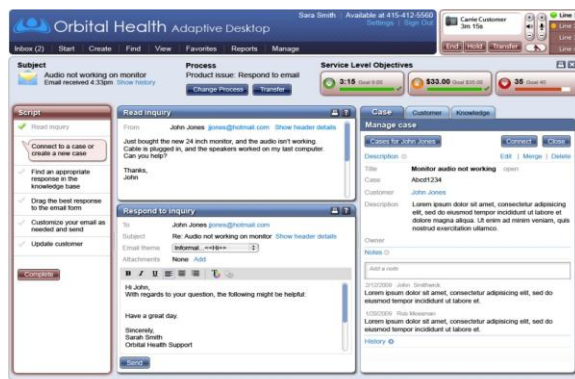 Orbital Health Adaptive Desktop
Sara Smith | Available at 415-412-5560
Settings | Sign Out
Carrie Customer
3m 15s
End Hold Transfer
Line
Line
Line
Inbox (2) Start Create Find View Favorites Reports Manage
Subject
Audio not working on monitor
Email received 4:33pm Show history
Process
Product issue: Respond to email
Change Process Transfer
Service Level Objectives
3:15 Goal 6:00
$33.00 Goal $35.00
35 Goal 40
Script
Read inquiry
Connect to a case or
create a new case
Find an appropriate
response in the
knowledge base
Drag the best response
to the email form
Customize your email as
needed and send
Update customer
Complete
Read inquiry
From John Jones jjones@hotmail.com Show header details
Just bought the new 24 inch monitor, and the audio isn't working.
Cable is plugged in, and the speakers worked on my last computer.
Can you help?
Thanks,
John
Respond to inquiry
To John Jones jjones@hotmail.com
Subject Re: Audio not working on monitor Show header details
Email theme Informal...==Hi==
Attachments None Add
B I U
Hi John,
With regards to your question, the following might be helpful:
Have a great day.
Sincerely,
Sarah Smith
Orbital Health Support
Send
Case Customer Knowledge
Manage case
Cases for John Jones Connect Close
Description Edit | Merge | Delete
Title Monitor audio not working open
Case Abcd1234
Customer John Jones
Description Lorem ipsum dolor sit amet, consectetur adipisicing
elit, sed do eiusmod tempor incididunt ut labore et
dolore magna aliqua. Ut enim ad minim veniam, quis
nostrud exercitation ullamco.
Owner
Notes
Add a note
John Smithwick
Lorem ipsum dolor sit amet, consectetur adipisicing elit, sed do
eiusmod tempor incididunt ut labore et.
Rob
Lorem ipsum dolor sit amet, consectetur adipisicing elit, sed do
eiusmod tempor incididunt ut labore et.
History